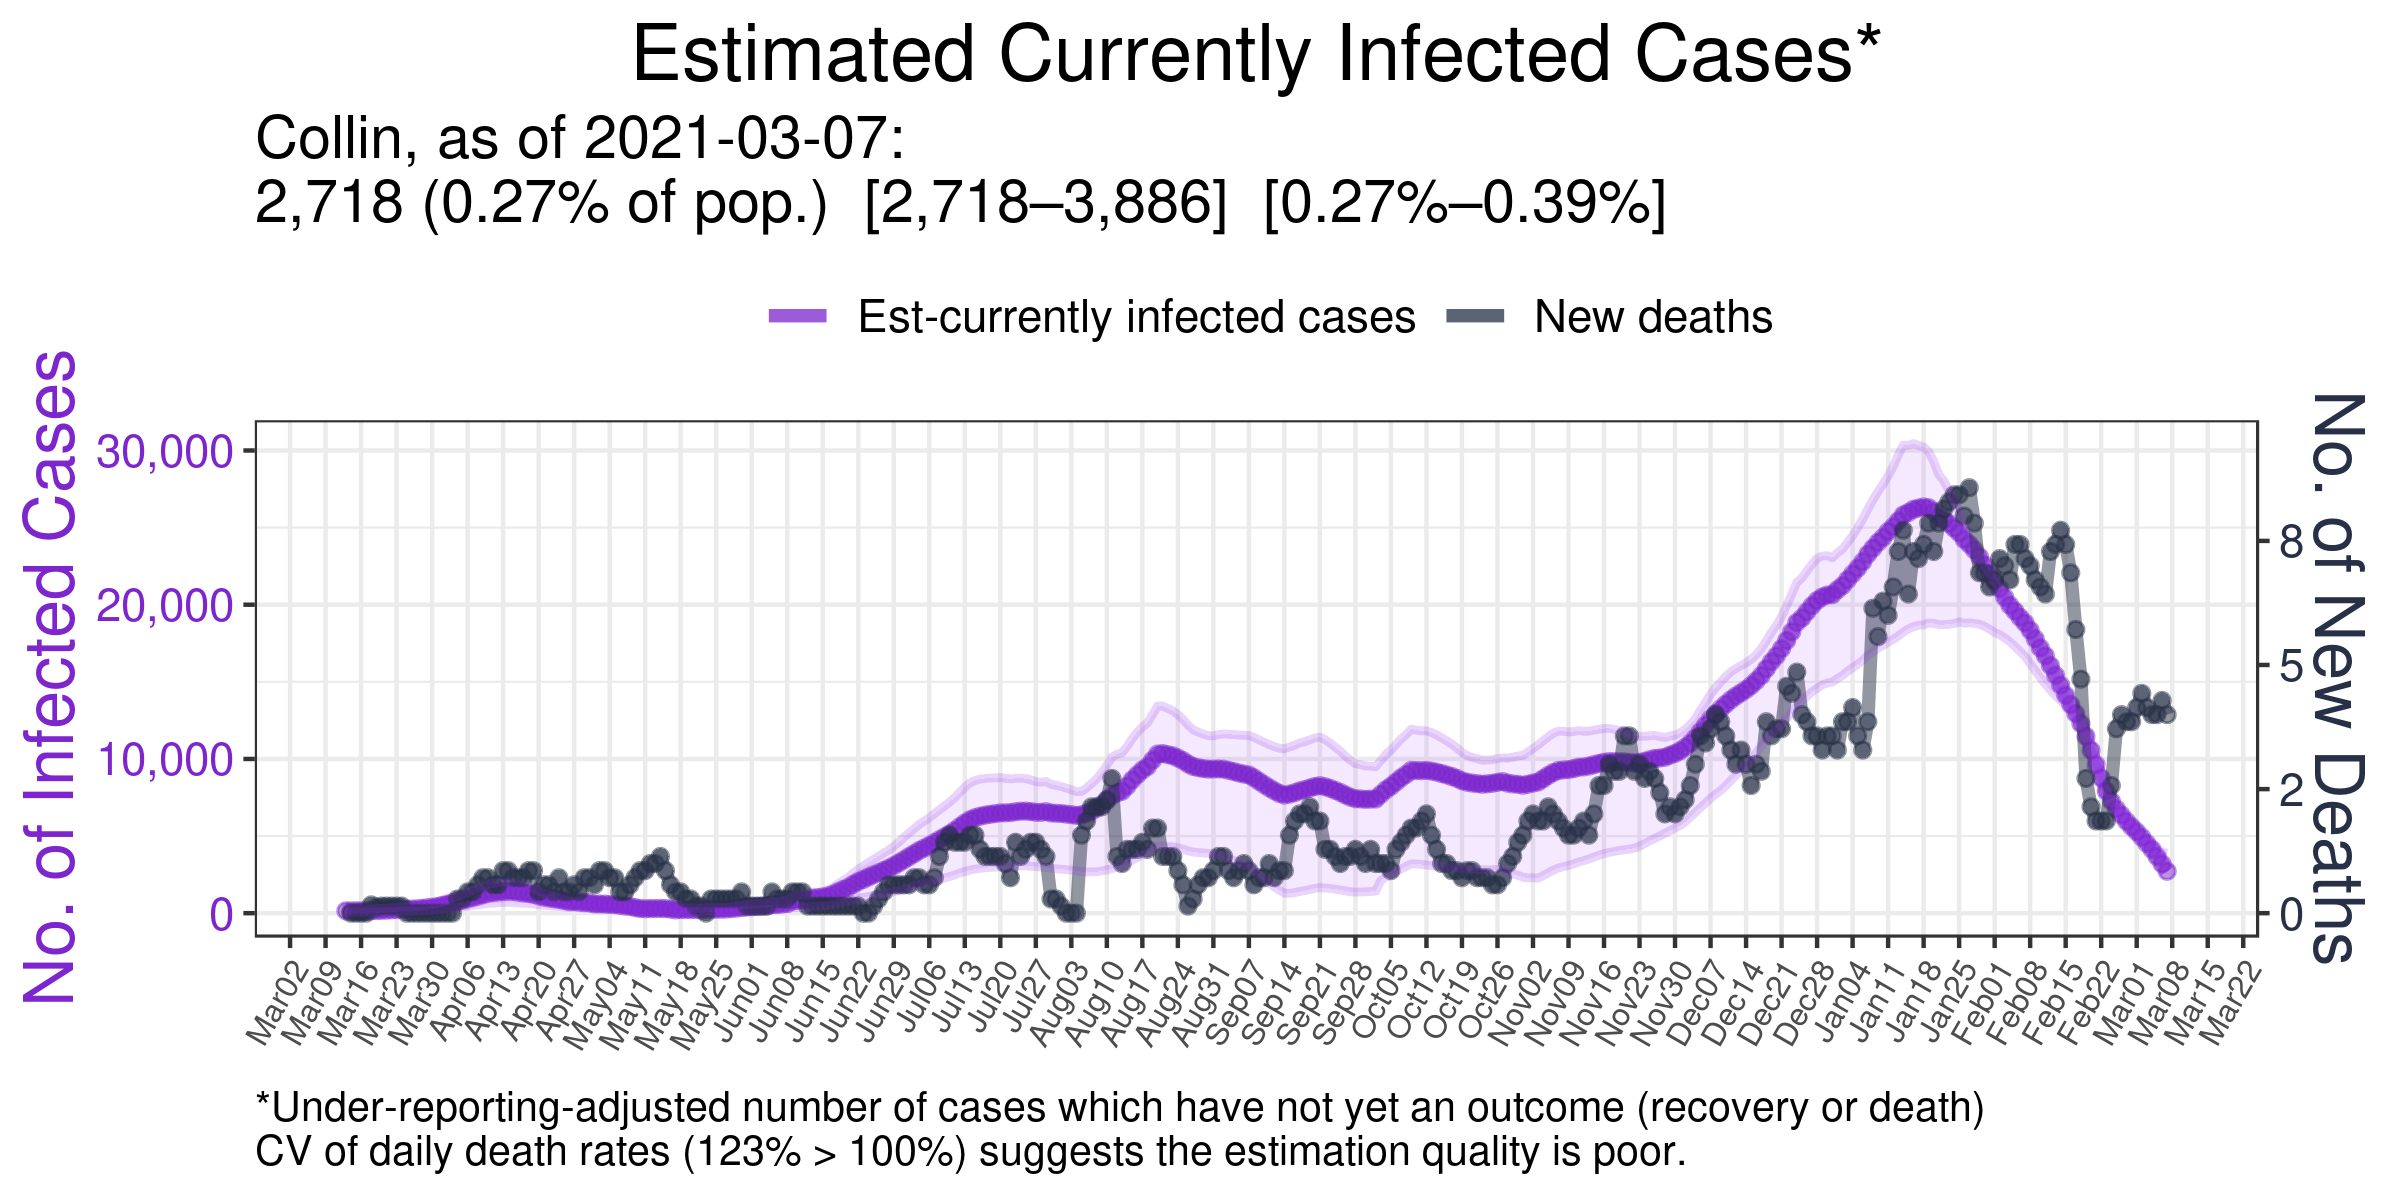 Estimated Currently Infected Cases*
Collin, as of 2021-03-07:
2,718 (0.27% of pop.)  [2,718–3,886]  [0.27%–0.39%]
Est-currently infected cases
New deaths
No. of Infected Cases
30,000
20,000
10,000
0
No. of New Deaths
8
5
2
0
Mar02
Mar09
Mar16
Mar23
Mar30
Apr06
Apr13
Apr20
Apr27
May04
May11
May18
May25
Jun01
Jun08
Jun15
Jun22
Jun29
Jul06
Jul13
Jul20
Jul27
Aug03
Aug10
Aug17
Aug24
Aug31
Sep07
Sep14
Sep21
Sep28
Oct05
Oct12
Oct19
Oct26
Nov02
Nov09
Nov16
Nov23
Nov30
Dec07
Dec14
Dec21
Dec28
Jan04
Jan11
Jan18
Jan25
Feb01
Feb08
Feb15
Feb22
Mar01
Mar08
Mar15
Mar22
*Under-reporting-adjusted number of cases which have not yet an outcome (recovery or death)
CV of daily death rates (123% > 100%) suggests the estimation quality is poor.